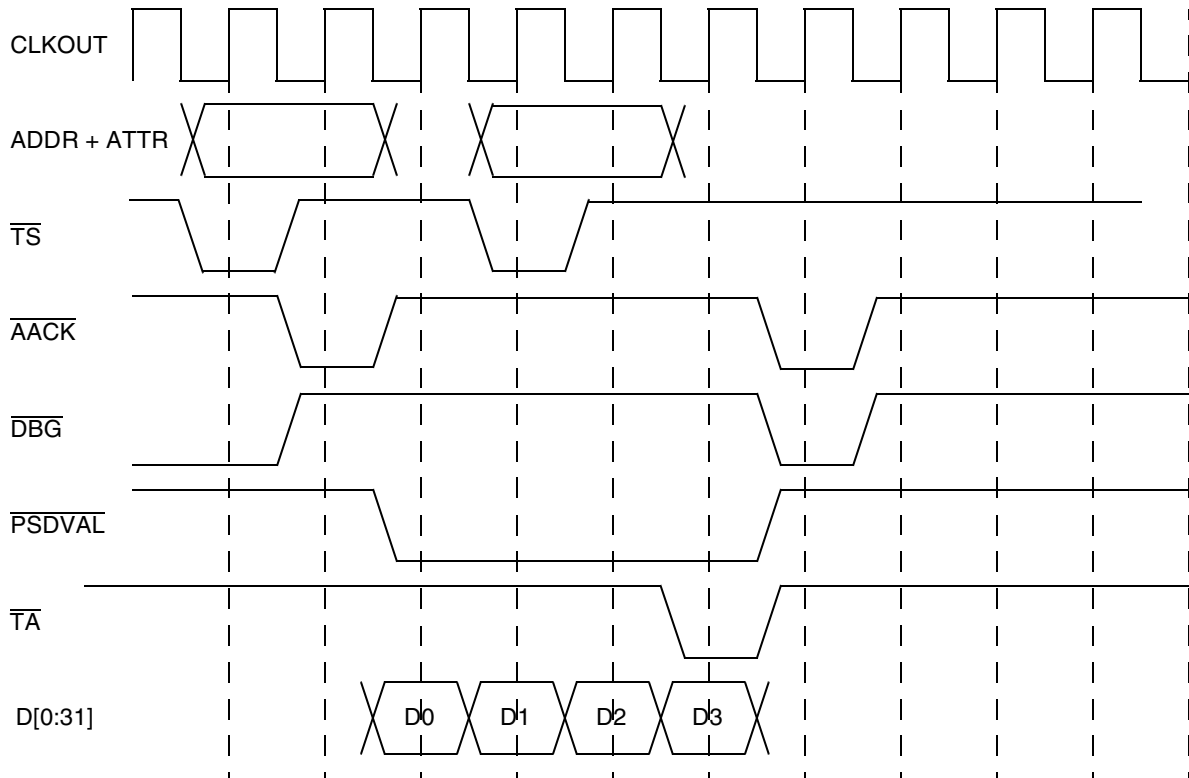 CLKOUT
ADDR + ATTR
TS
AACK
DBG
PSDVAL
TA
D[0:31]
D0
D1
D2
D3